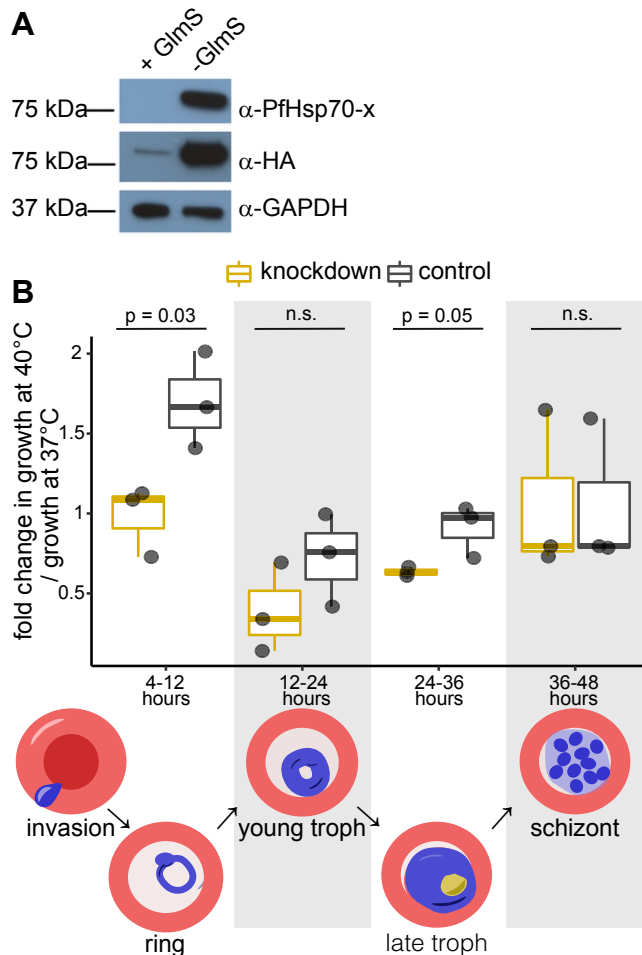 A
+ GlmS
-GlmS
75 kDa
α-PfHsp70-x
75 kDa
α-HA
37 kDa
α-GAPDH
knockdown
control
B
p = 0.03
n.s.
p = 0.05
n.s.
fold change in growth at 40°C
/ growth at 37°C
2
1.5
1
0.5
4-12
hours
12-24
hours
24-36
hours
36-48
hours
invasion
young troph
schizont
ring
late troph